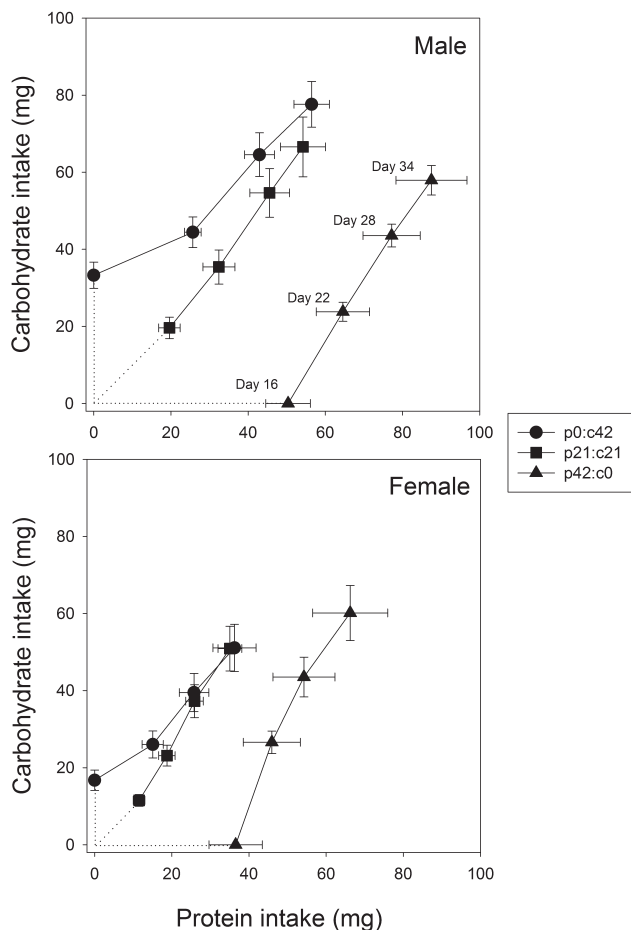 100
80
60
40
20
0
Carbohydrate intake (mg)
Male
Day 34
Day 28
Day 22
Day 16
0 20 40 60 80 100
p0:c42
p21:c21
p42:c0
100
80
60
40
20
0
Carbohydrate intake (mg)
Female
0 20 40 60 80 100
Protein intake (mg)